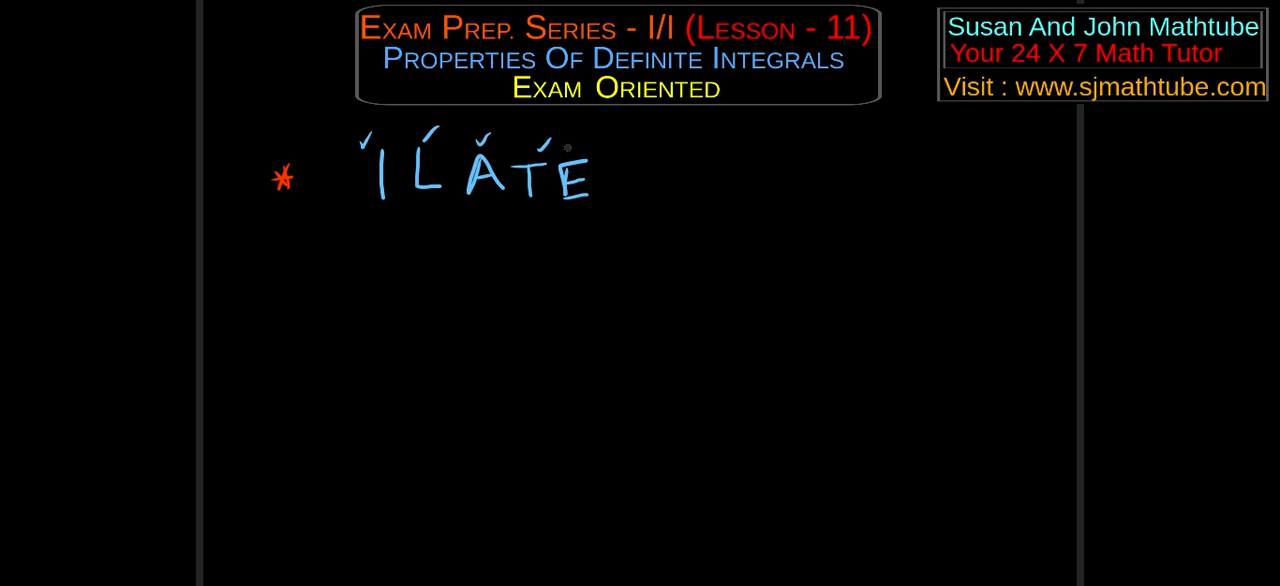 Exam Prep. Series - I/I (Lesson - 11)
Properties Of Definite Integrals
Exam Oriented
Susan And John Mathtube
Your 24 X 7 Math Tutor
Visit : www.sjmathtube.com
* I L A T E